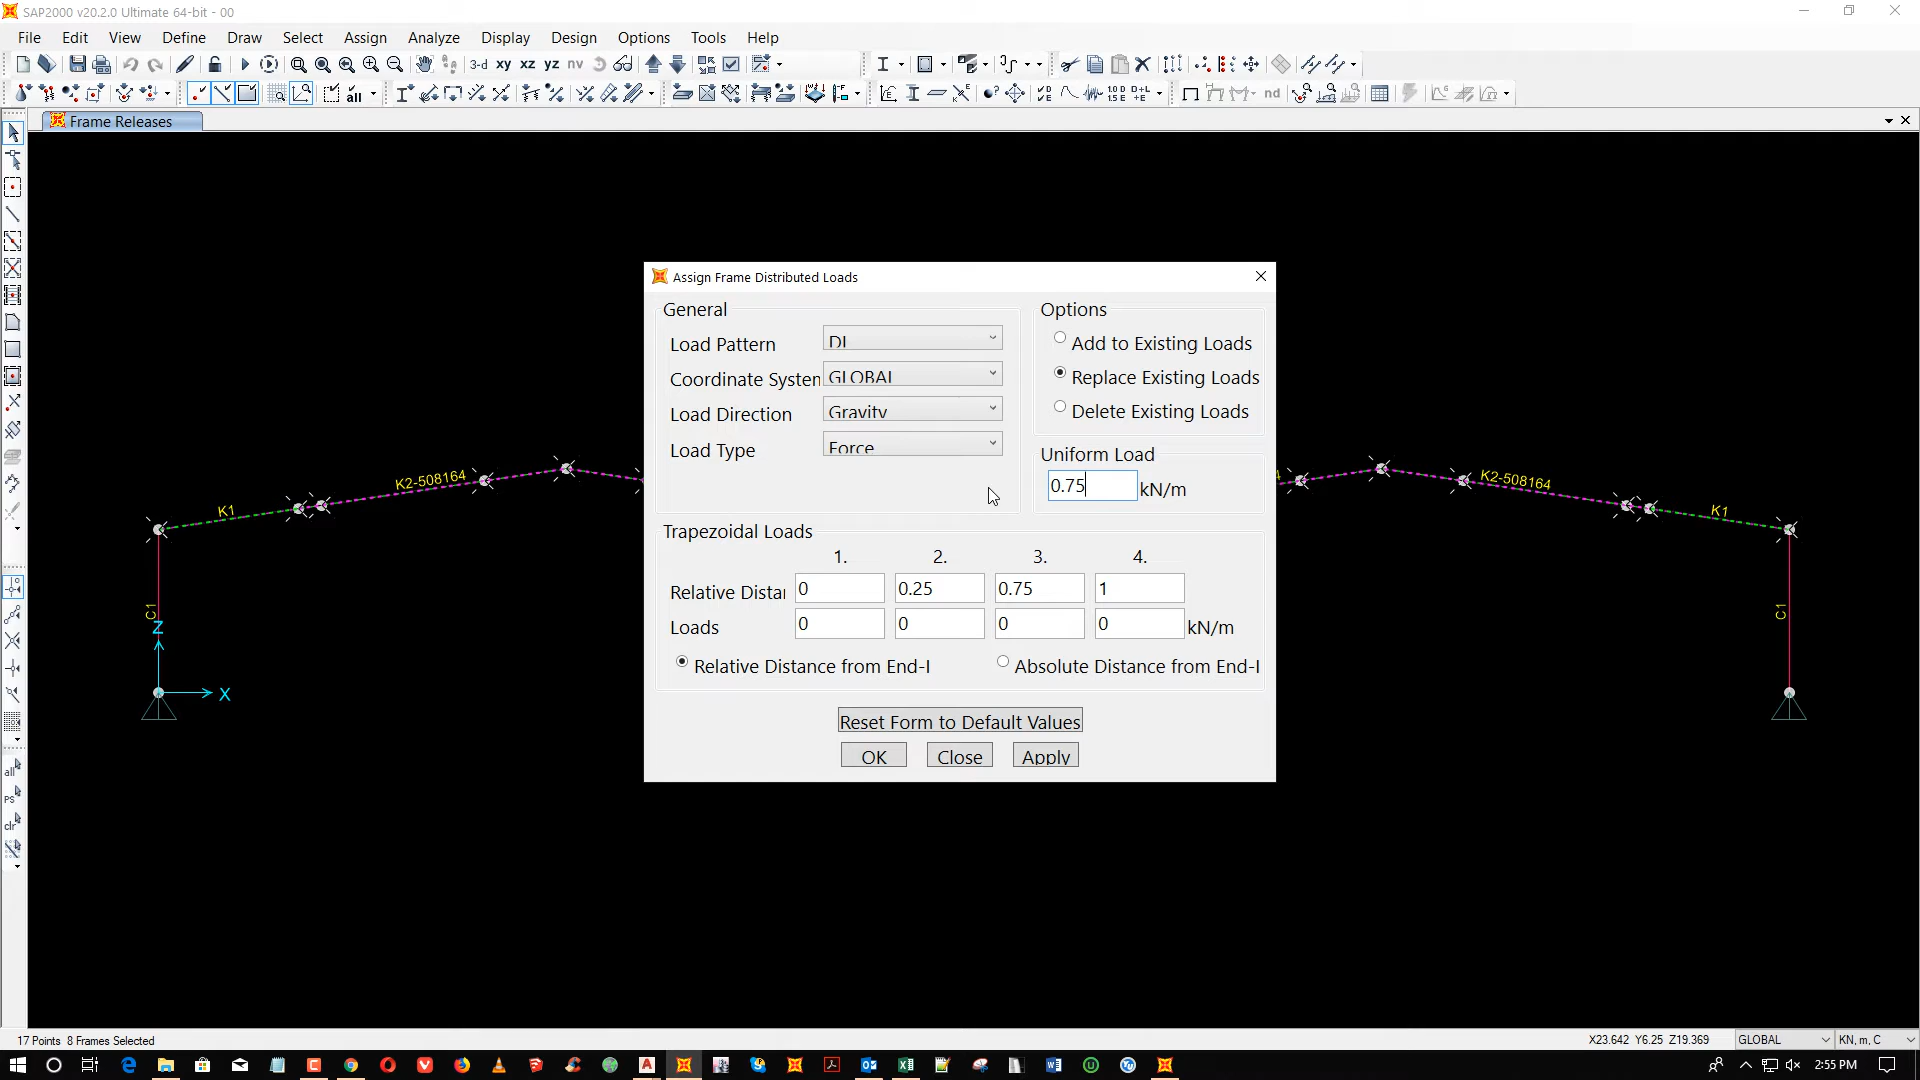 SAP2000 v20.2.0 Ultimate 64-bit - 00
File Edit View Define Draw Select Assign Analyze Display Design Options Tools Help
3-d xy xz yz nv
all nd
Frame Releases
Assign Frame Distributed Loads
General
Load Pattern DL
Coordinate System GLOBAL
Load Direction Gravity
Load Type Force
Options
Add to Existing Loads
Replace Existing Loads
Delete Existing Loads
Uniform Load
0.75 kN/m
Trapezoidal Loads
1. 2. 3. 4.
Relative Distan 0 0.25 0.75 1
Loads 0 0 0 0 kN/m
Relative Distance from End-I Absolute Distance from End-I
Reset Form to Default Values
OK Close Apply
K1 K2-508164 K2-508164 K1
C1 C1
Z
X
all
PS
clr
17 Points 8 Frames Selected X23.642 Y6.25 Z19.369 GLOBAL KN, m, C
2:55 PM